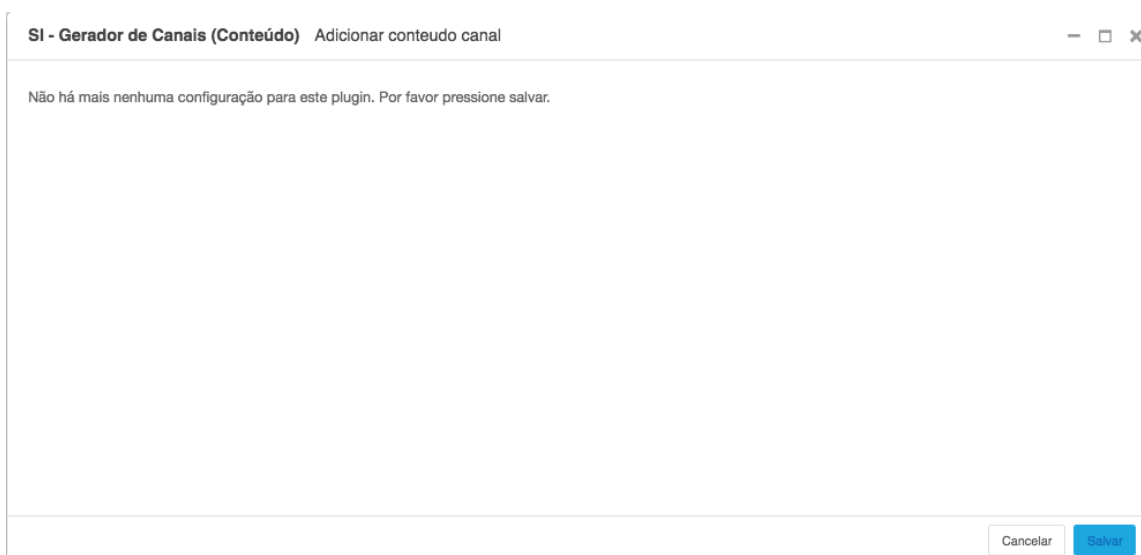 SI - Gerador de Canais (Conteúdo) Adicionar conteudo canal
Não há mais nenhuma configuração para este plugin. Por favor pressione salvar.
Cancelar Salvar